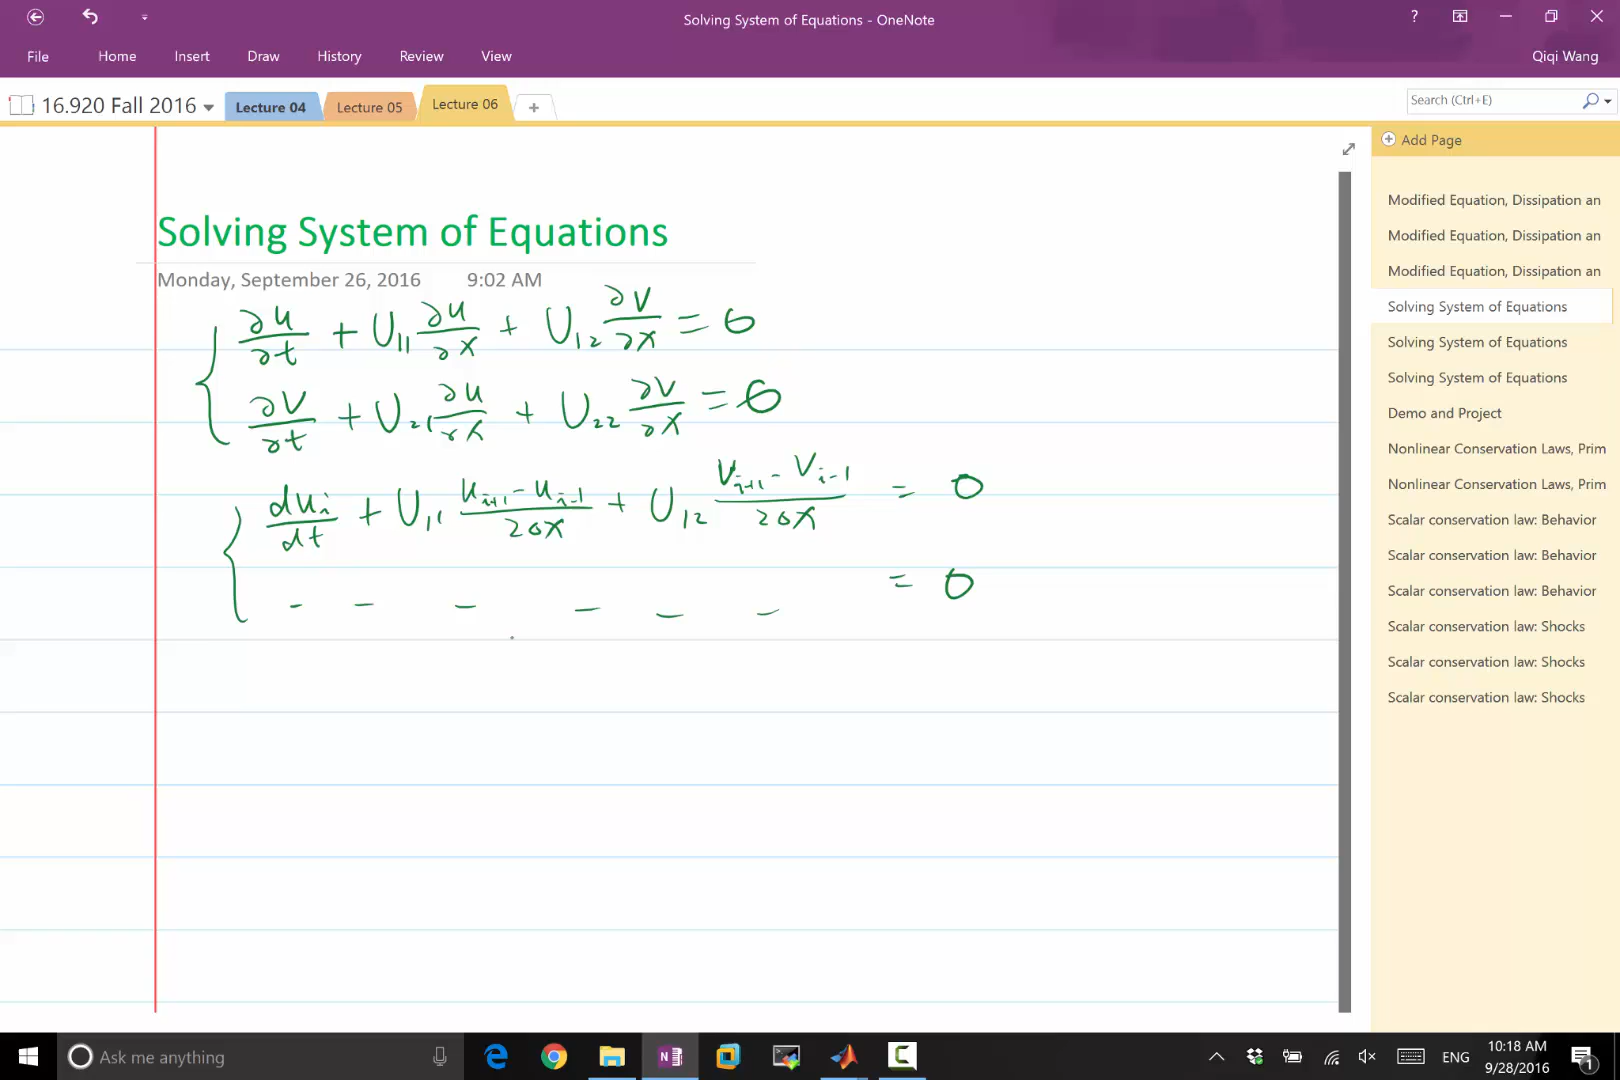 Solving System of Equations - OneNote
?
File Home Insert Draw History Review View
Qiqi Wang
16.920 Fall 2016 Lecture 04 Lecture 05 Lecture 06 +
Search (Ctrl+E)
Add Page
Solving System of Equations
Monday, September 26, 2016 9:02 AM
∂u/∂t + U₁₁ ∂u/∂x + U₁₂ ∂v/∂x = 0
∂v/∂t + U₂₁ ∂u/∂x + U₂₂ ∂v/∂x = 0
duᵢ/dt + U₁₁ (uᵢ₊₁ - uᵢ₋₁)/2Δx + U₁₂ (vᵢ₊₁ - vᵢ₋₁)/2Δx = 0
- - - - - - = 0
Modified Equation, Dissipation an
Modified Equation, Dissipation an
Modified Equation, Dissipation an
Solving System of Equations
Solving System of Equations
Solving System of Equations
Demo and Project
Nonlinear Conservation Laws, Prim
Nonlinear Conservation Laws, Prim
Scalar conservation law: Behavior
Scalar conservation law: Behavior
Scalar conservation law: Behavior
Scalar conservation law: Shocks
Scalar conservation law: Shocks
Scalar conservation law: Shocks
Ask me anything
ENG
10:18 AM
9/28/2016
1